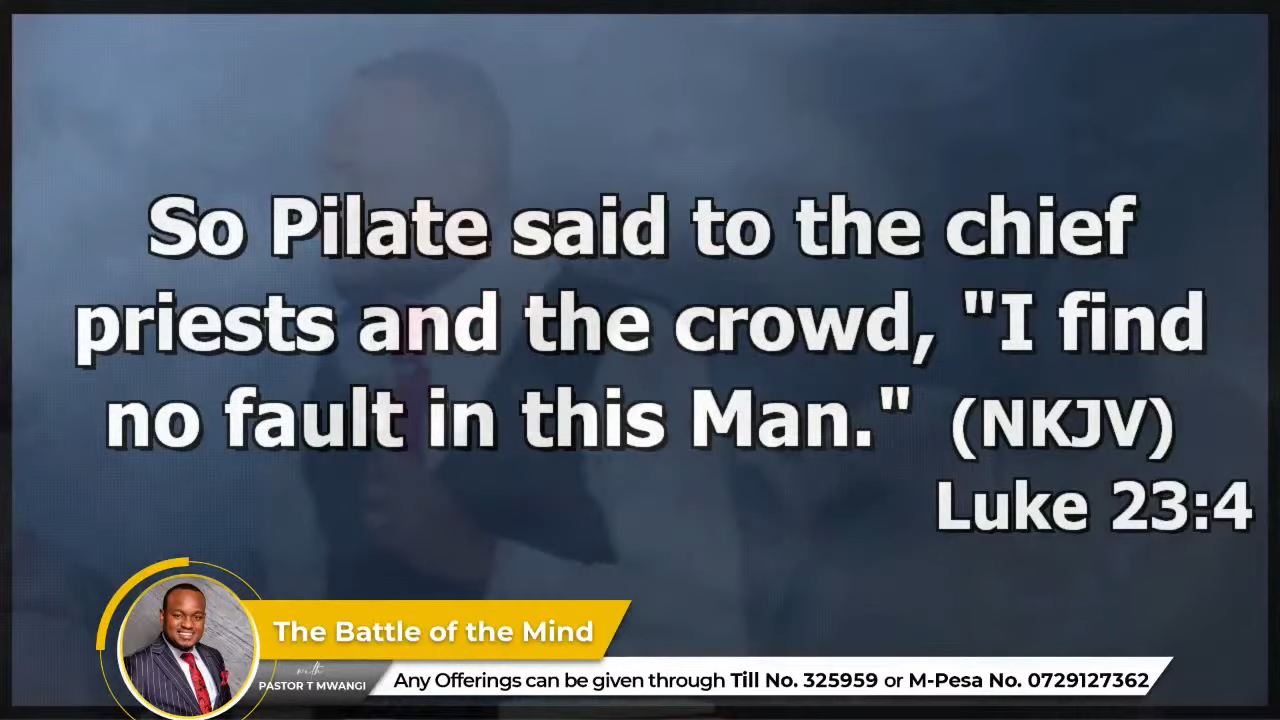 So Pilate said to the chief
priests and the crowd, "I find
no fault in this Man." (NKJV)
Luke 23:4
The Battle of the Mind
with
PASTOR T MWANGI
Any Offerings can be given through Till No. 325959 or M-Pesa No. 0729127362